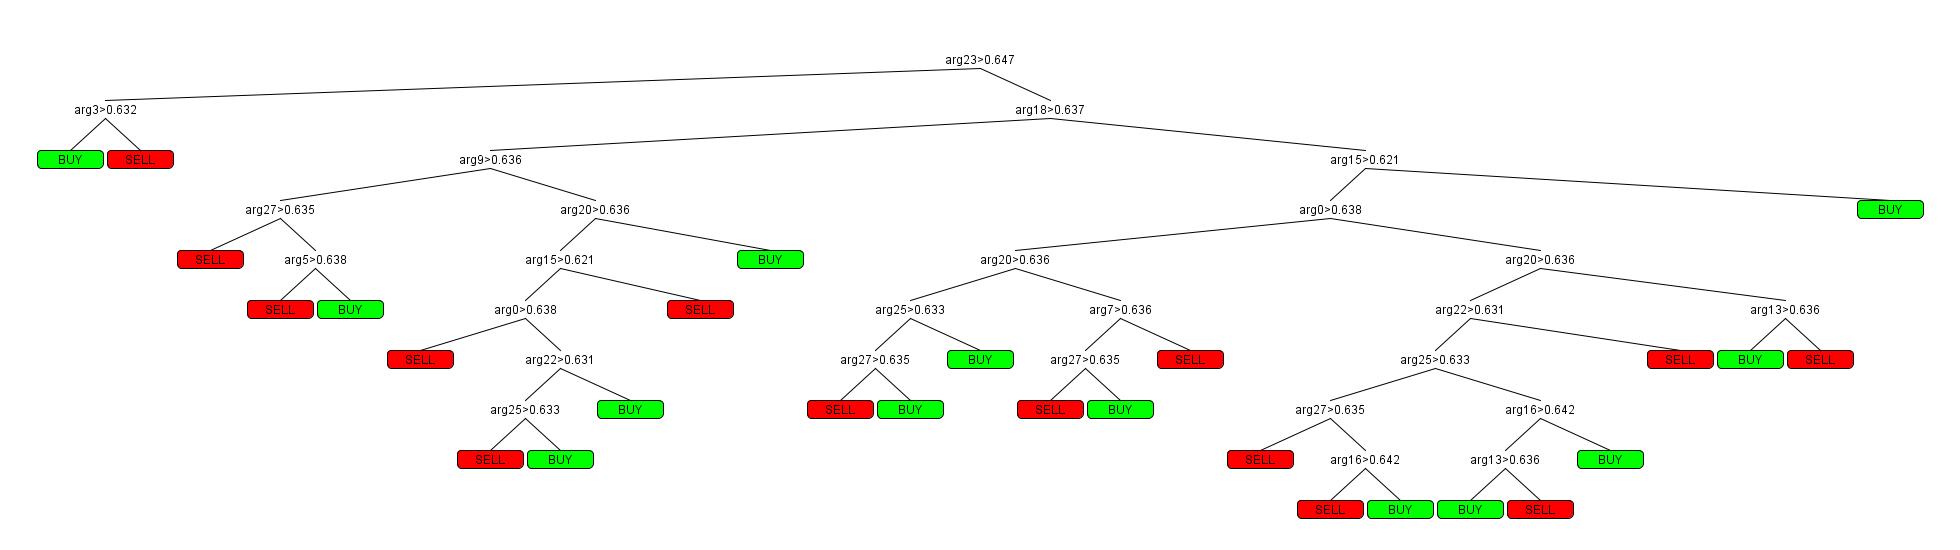 arg23>0.647
arg3>0.632 arg18>0.637
BUY SELL arg9>0.636 arg15>0.621
arg27>0.635 arg20>0.636 arg0>0.638 BUY
SELL arg5>0.638 arg15>0.621 BUY arg20>0.636 arg20>0.636
SELL BUY arg0>0.638 SELL arg25>0.633 arg7>0.636 arg22>0.631 arg13>0.636
SELL arg22>0.631 arg27>0.635 BUY arg27>0.635 SELL arg25>0.633 SELL BUY SELL
arg25>0.633 BUY SELL BUY SELL BUY arg27>0.635 arg16>0.642
SELL BUY SELL arg16>0.642 arg13>0.636 BUY
SELL BUY BUY SELL